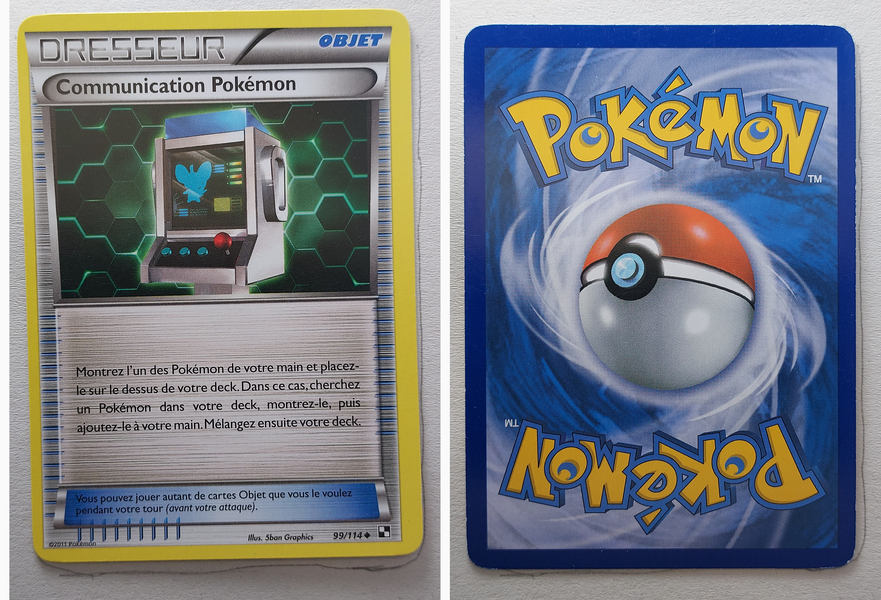 DRESSEUR
OBJET
Communication Pokémon
Montrez l'un des Pokémon de votre main et placez-
le sur le dessus de votre deck. Dans ce cas, cherchez
un Pokémon dans votre deck, montrez-le, puis
ajoutez-le à votre main. Mélangez ensuite votre deck.
Vous pouvez jouer autant de cartes Objet que vous le voulez
pendant votre tour (avant votre attaque).
©2011 Pokémon
Illus. 5ban Graphics
99/114
POKéMON
TM
POKéMON
TM